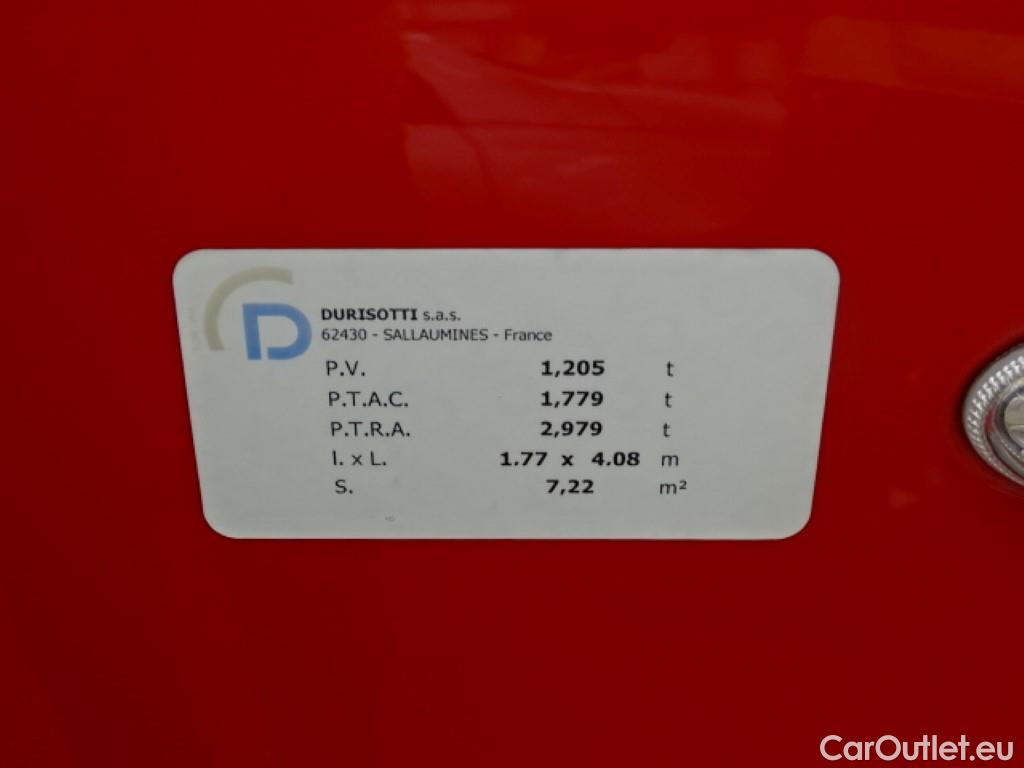 D
DURISOTTI s.a.s.
62430 - SALLAUMINES - France
P.V. 1,205 t
P.T.A.C. 1,779 t
P.T.R.A. 2,979 t
l. x L. 1.77 x 4.08 m
S. 7,22 m²
CarOutlet.eu